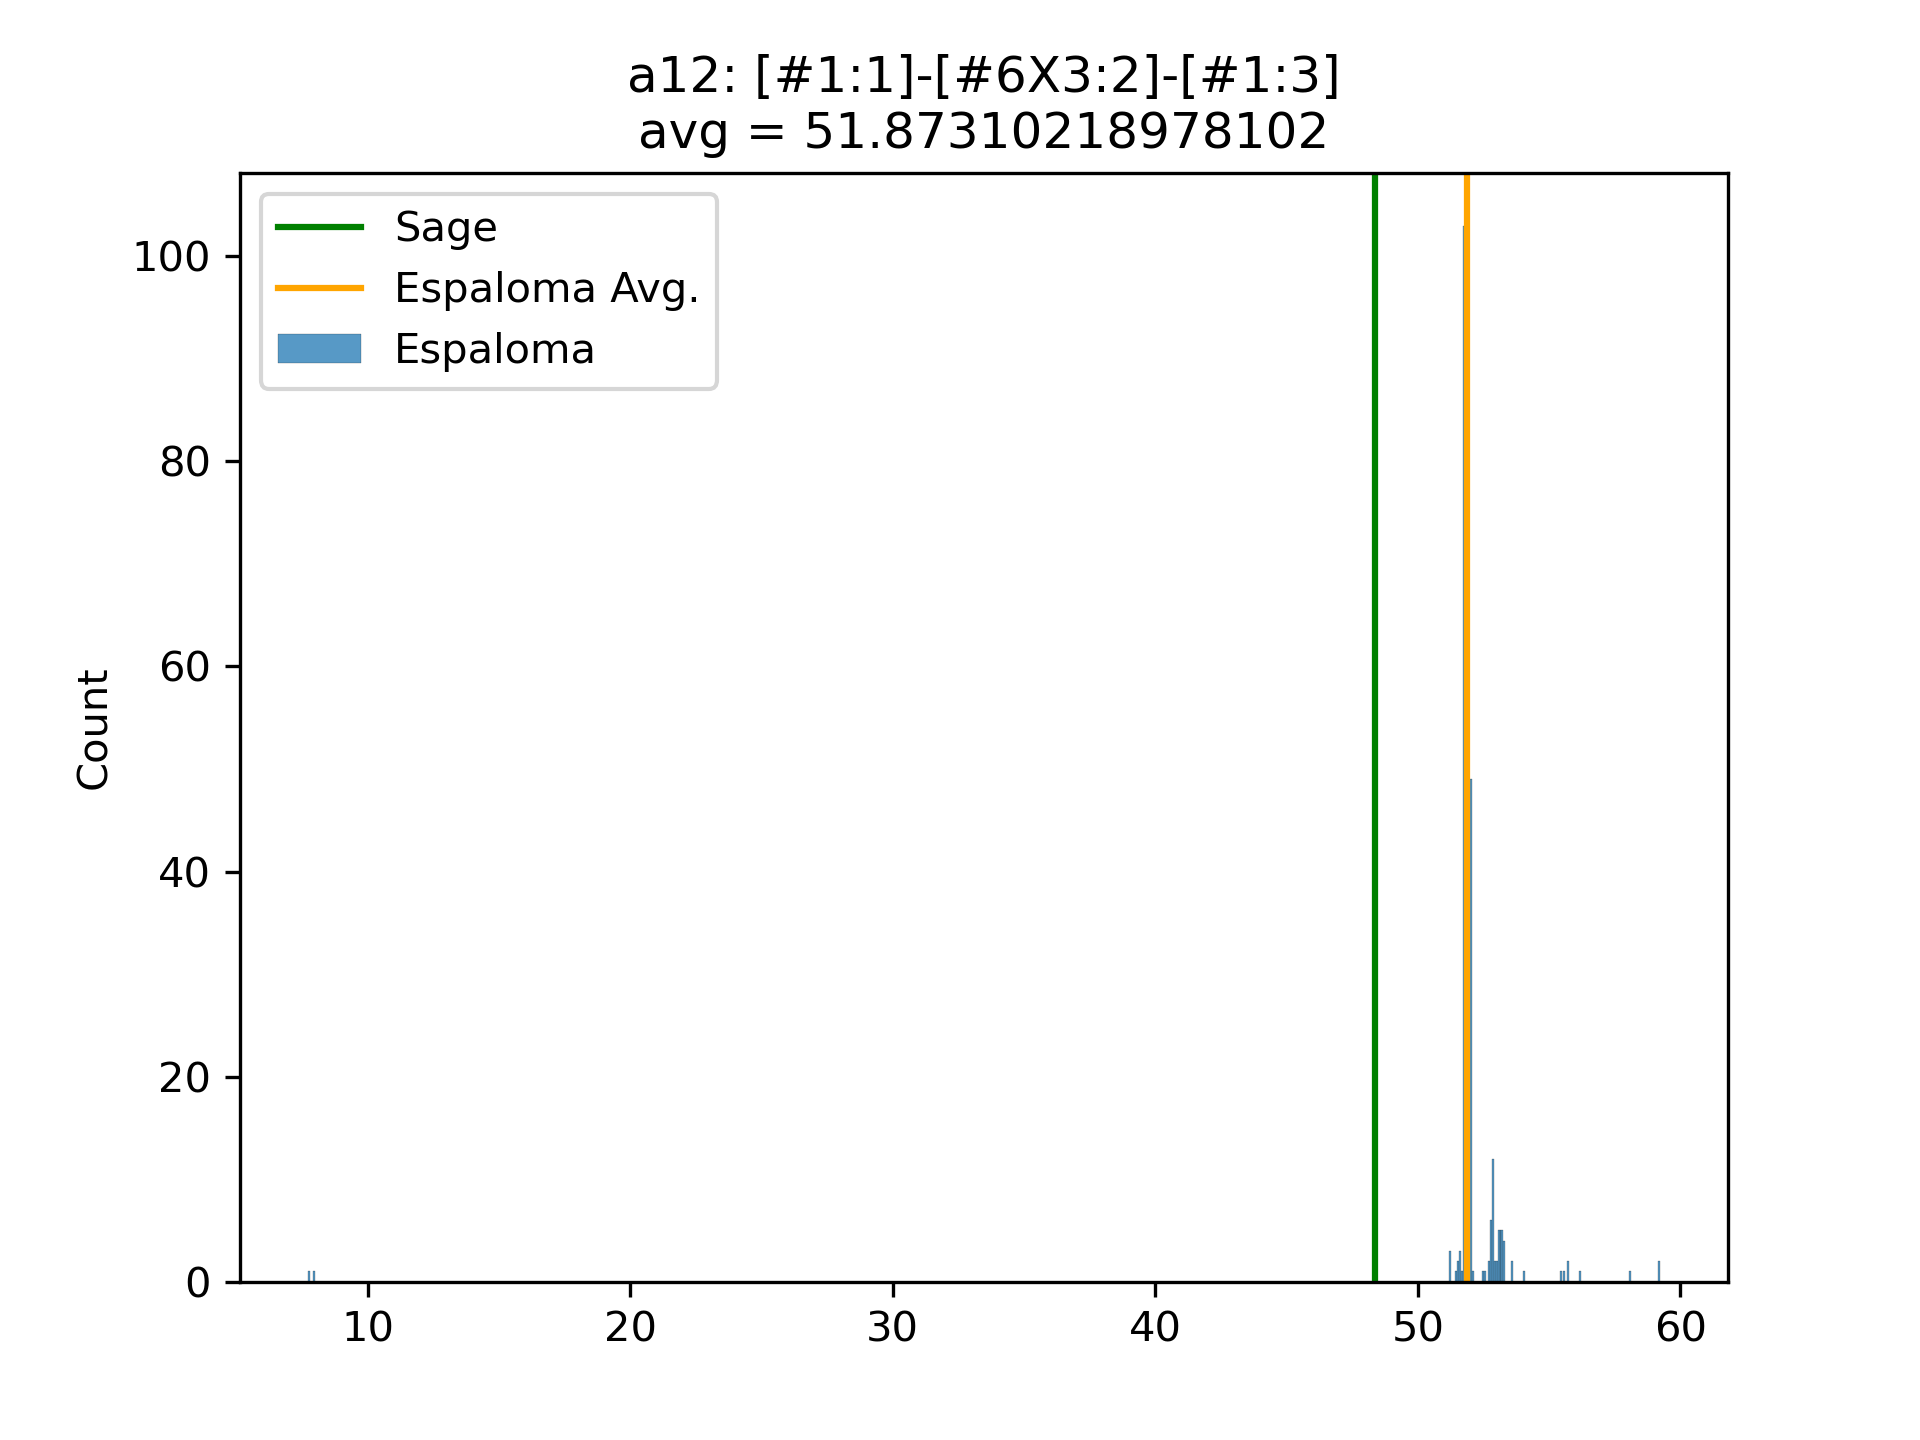 a12: [#1:1]-[#6X3:2]-[#1:3]
avg = 51.87310218978102
Sage
Espaloma Avg.
Espaloma
Count
100
80
60
40
20
0
10 20 30 40 50 60